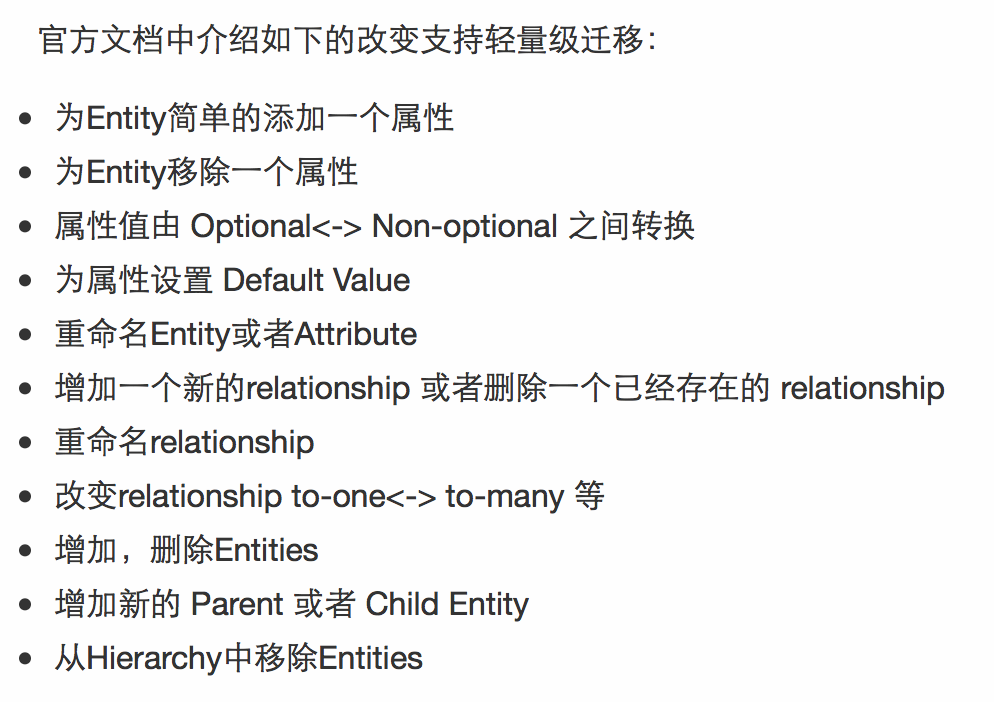 官方文档中介绍如下的改变支持轻量级迁移：
• 为Entity简单的添加一个属性
• 为Entity移除一个属性
• 属性值由 Optional<-> Non-optional 之间转换
• 为属性设置 Default Value
• 重命名Entity或者Attribute
• 增加一个新的relationship 或者删除一个已经存在的 relationship
• 重命名relationship
• 改变relationship to-one<-> to-many 等
• 增加，删除Entities
• 增加新的 Parent 或者 Child Entity
• 从Hierarchy中移除Entities